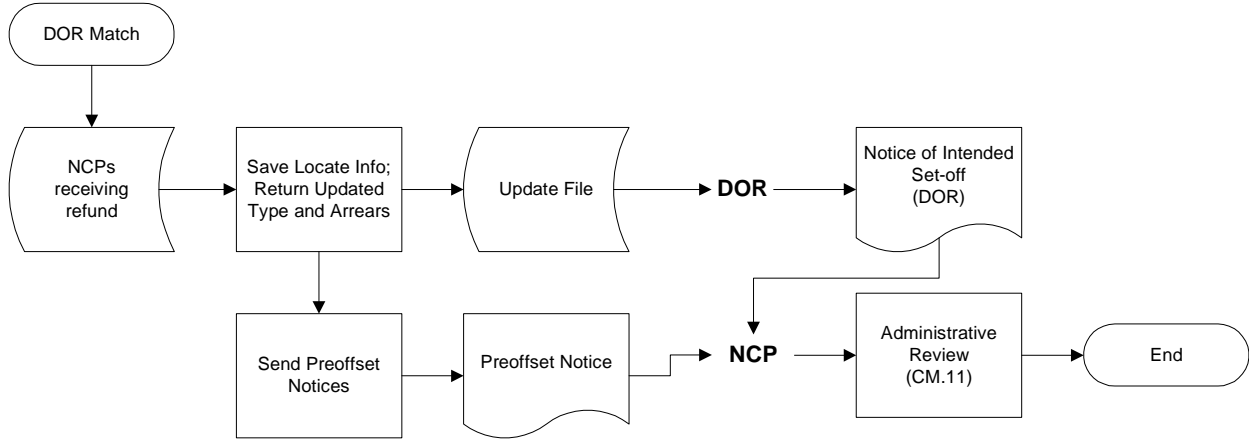 DOR Match
NCPs
receiving
refund
Save Locate Info;
Return Updated
Type and Arrears
Update File
DOR
Notice of Intended
Set-off
(DOR)
Send Preoffset
Notices
Preoffset Notice
NCP
Administrative
Review
(CM.11)
End